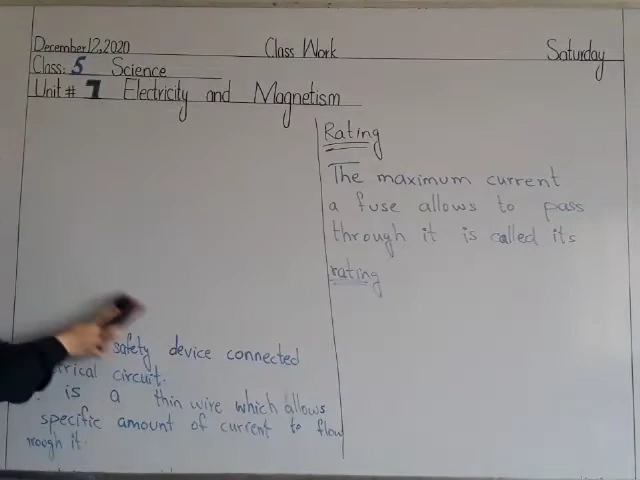 December 12, 2020 Class Work Saturday
Class: 5 Science
Unit # 7 Electricity and Magnetism
safety device connected
trical circuit.
is a thin wire which allows
specific amount of current to flow
rough it.
Rating
The maximum current
a fuse allows to pass
through it is called its
rating